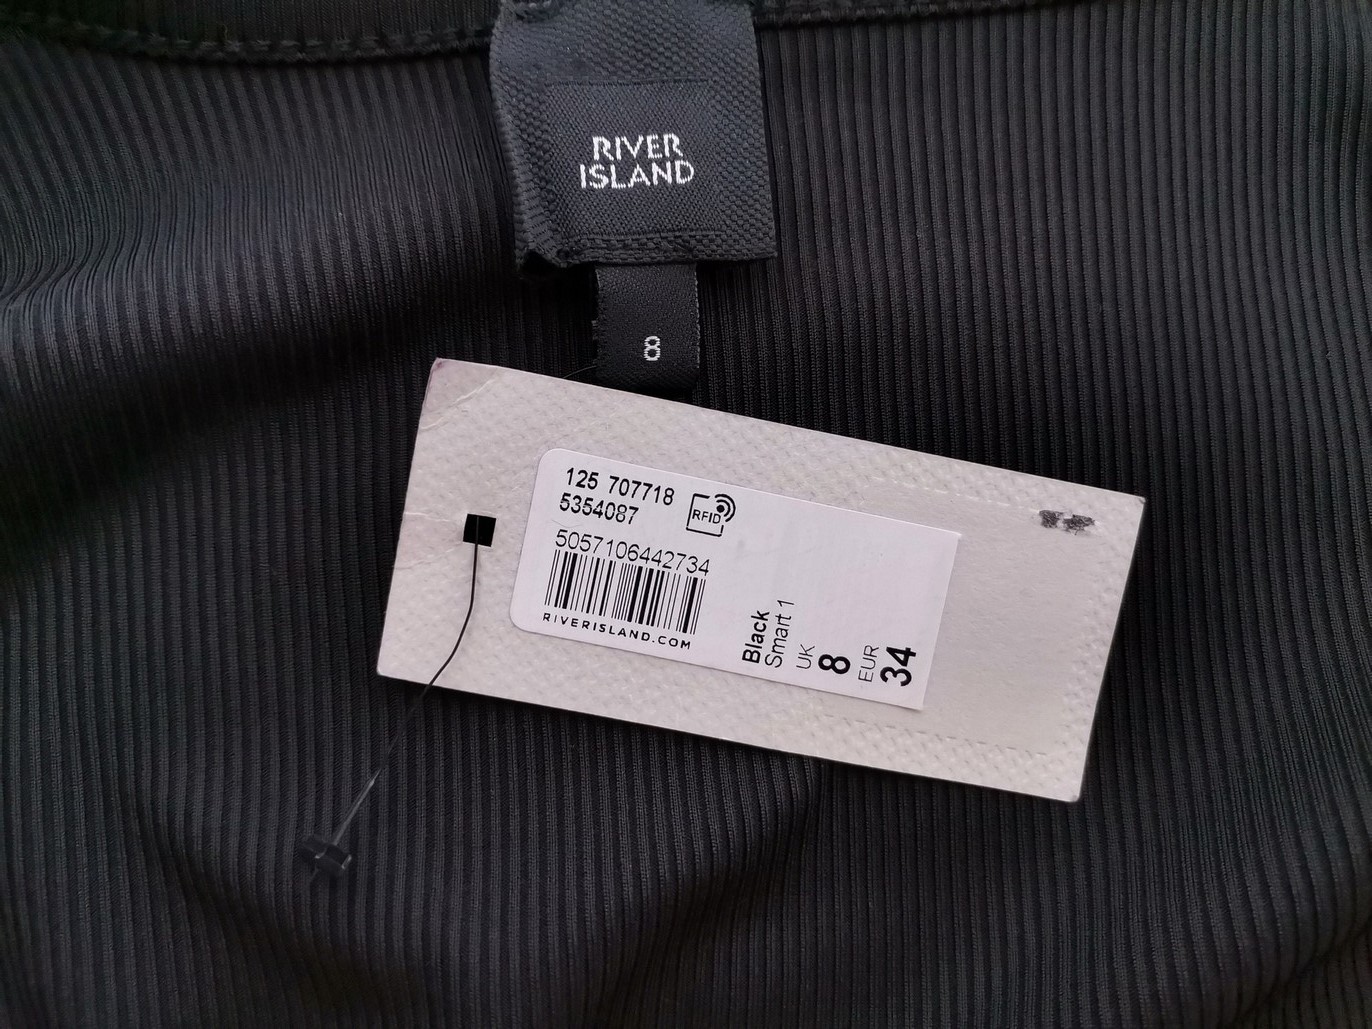 RIVER
ISLAND
8
125 707718
5354087
RFID
5057106442734
RIVERISLAND.COM
Black
Smart 1
UK
8
EUR
34